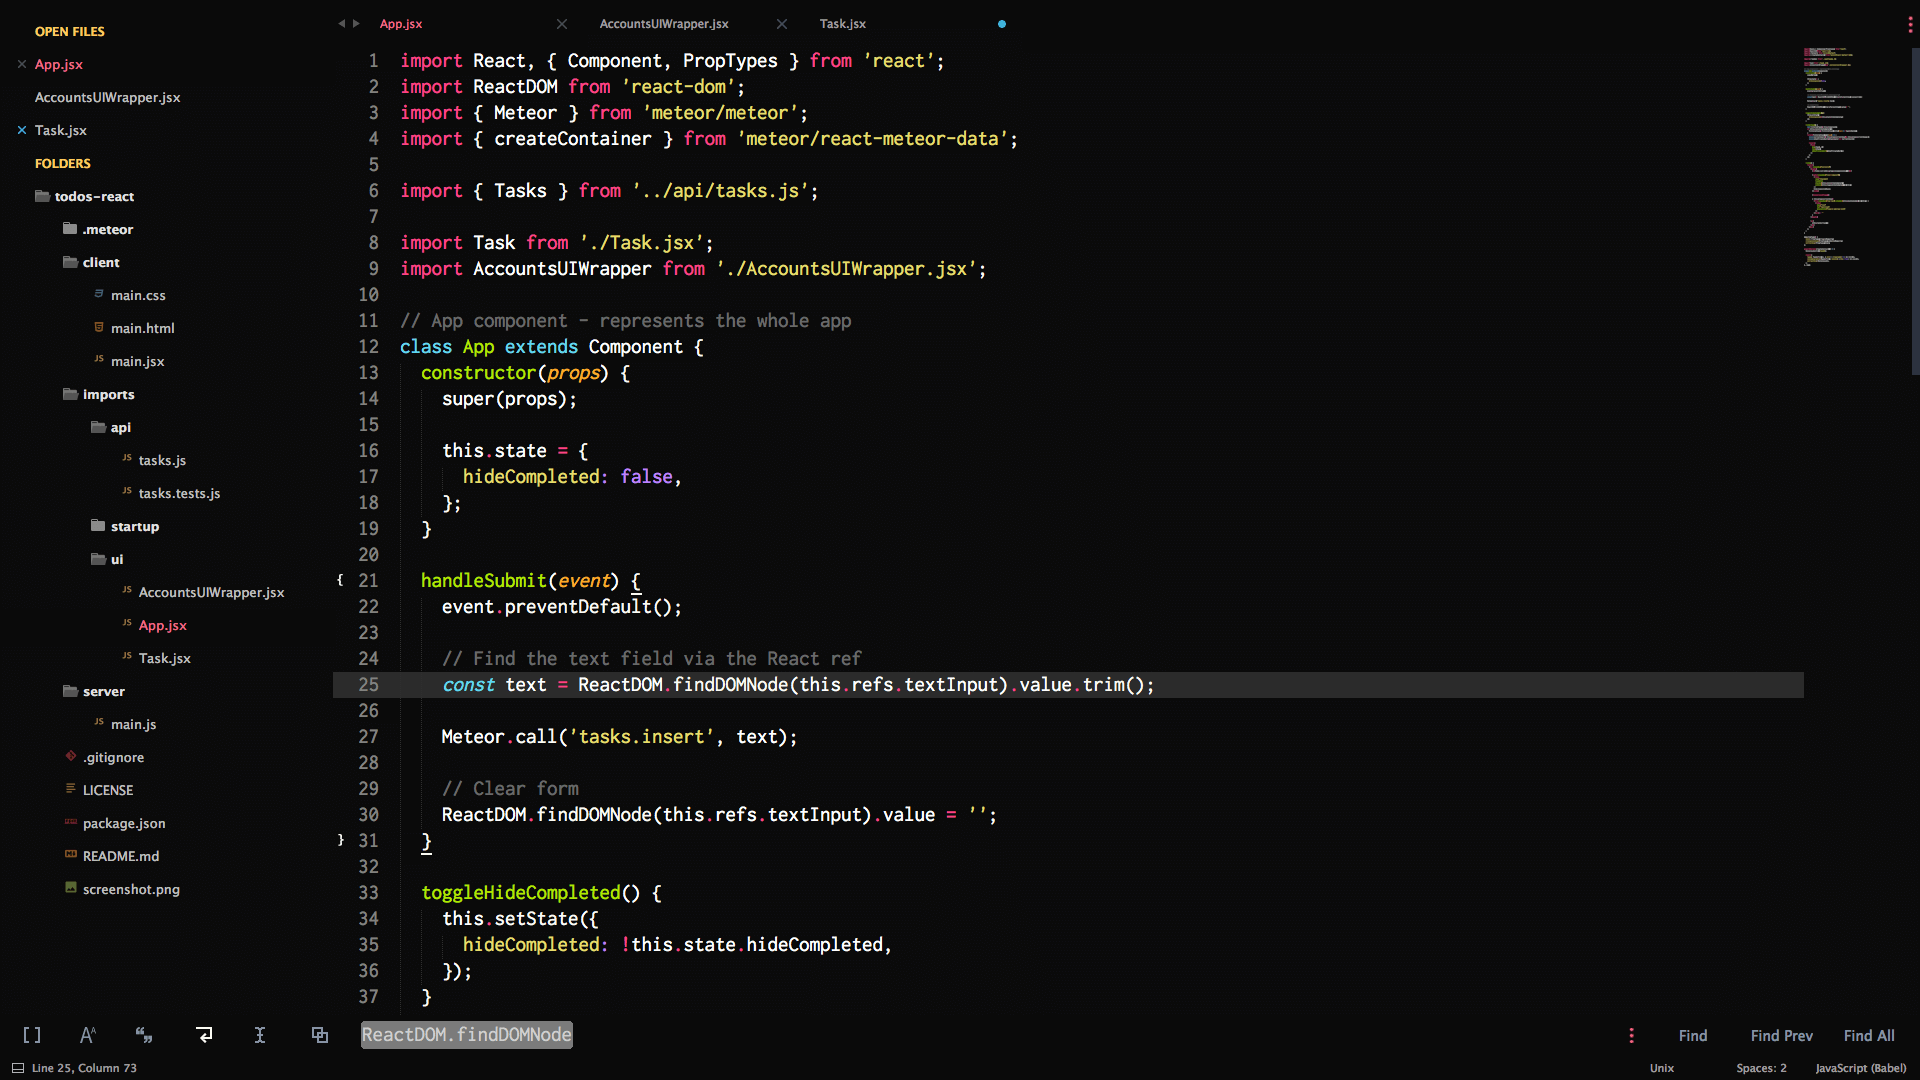 OPEN FILES
App.jsx
AccountsUIWrapper.jsx
Task.jsx
FOLDERS
todos-react
.meteor
client
main.css
main.html
main.jsx
imports
api
tasks.js
tasks.tests.js
startup
ui
AccountsUIWrapper.jsx
App.jsx
Task.jsx
server
main.js
.gitignore
LICENSE
package.json
README.md
screenshot.png
App.jsx AccountsUIWrapper.jsx Task.jsx
1 import React, { Component, PropTypes } from 'react';
2 import ReactDOM from 'react-dom';
3 import { Meteor } from 'meteor/meteor';
4 import { createContainer } from 'meteor/react-meteor-data';
5
6 import { Tasks } from '../api/tasks.js';
7
8 import Task from './Task.jsx';
9 import AccountsUIWrapper from './AccountsUIWrapper.jsx';
10
11 // App component - represents the whole app
12 class App extends Component {
13 constructor(props) {
14 super(props);
15
16 this.state = {
17 hideCompleted: false,
18 };
19 }
20
{ 21 handleSubmit(event) {
22 event.preventDefault();
23
24 // Find the text field via the React ref
25 const text = ReactDOM.findDOMNode(this.refs.textInput).value.trim();
26
27 Meteor.call('tasks.insert', text);
28
29 // Clear form
30 ReactDOM.findDOMNode(this.refs.textInput).value = '';
} 31 }
32
33 toggleHideCompleted() {
34 this.setState({
35 hideCompleted: !this.state.hideCompleted,
36 });
37 }
ReactDOM.findDOMNode Find Find Prev Find All
Line 25, Column 73 Unix Spaces: 2 JavaScript (Babel)